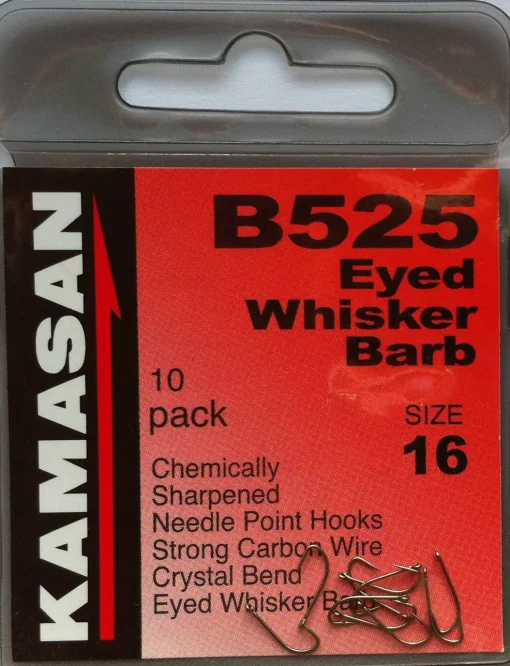 KAMASAN
B525
Eyed
Whisker
Barb
10
pack
SIZE
16
Chemically
Sharpened
Needle Point Hooks
Strong Carbon Wire
Crystal Bend
Eyed Whisker Barb